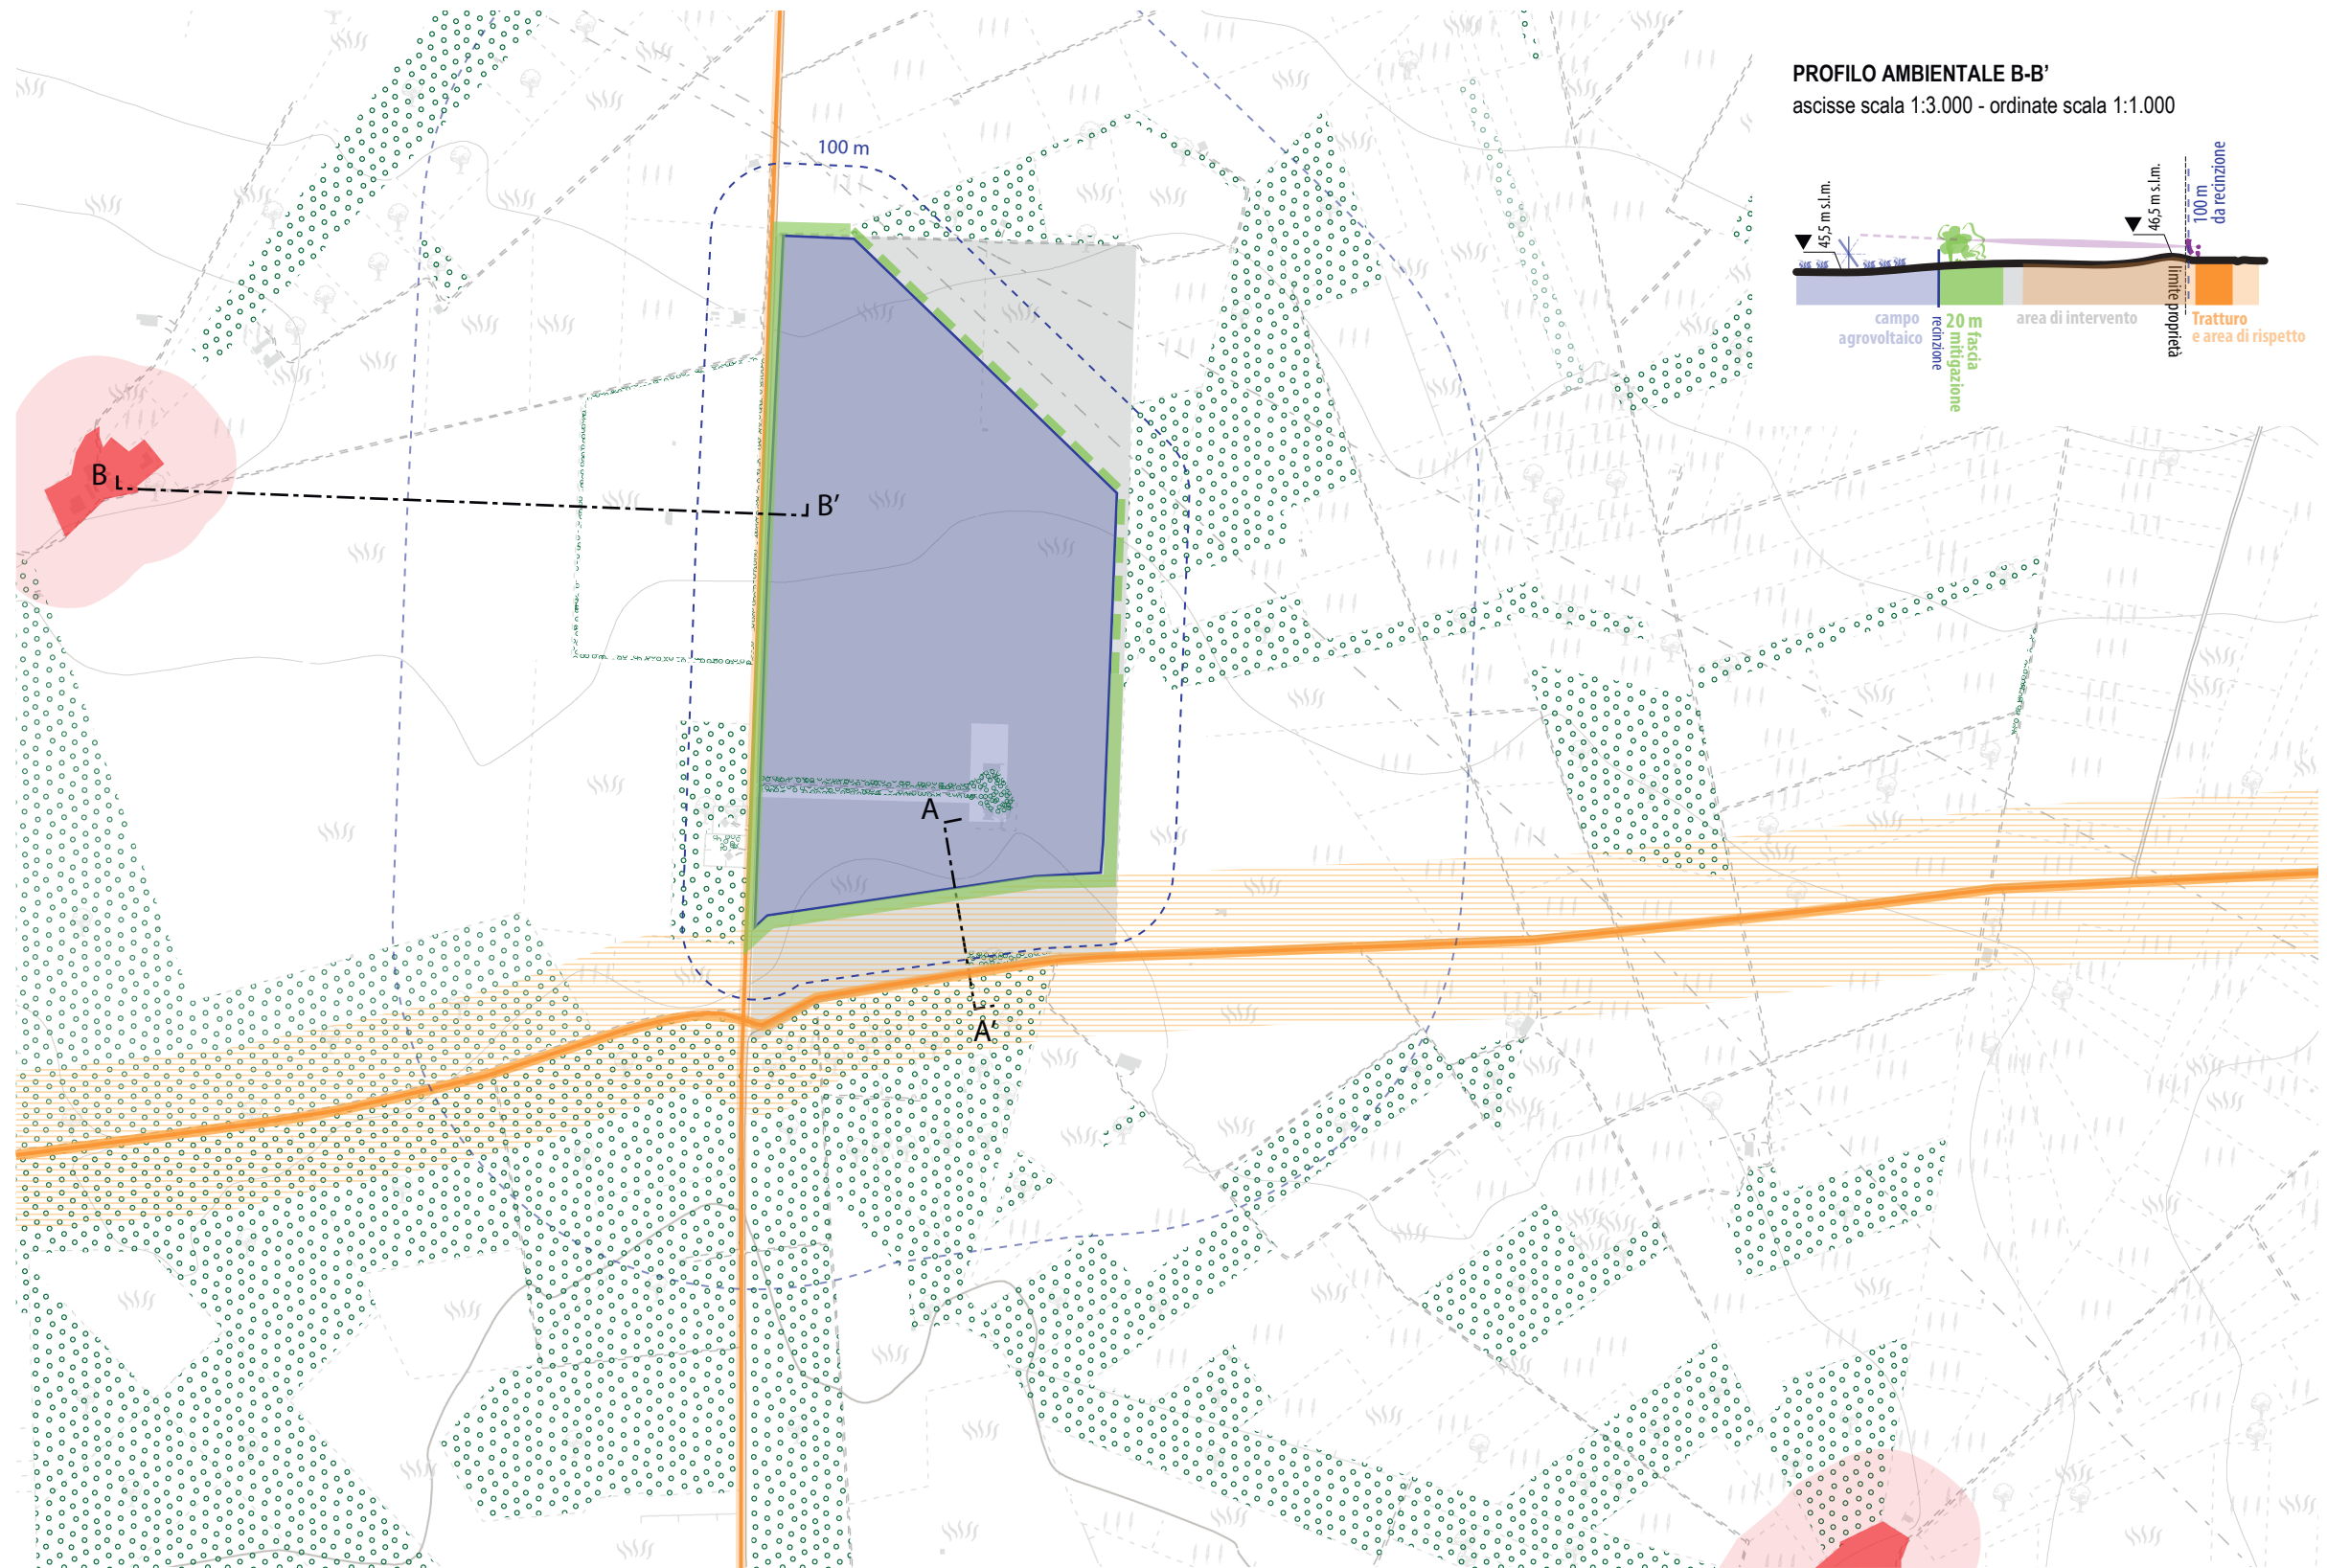 PROFILO AMBIENTALE B-B’
ascisse scala 1:3.000 - ordinate scala 1:1.000
45,5 m s.l.m.
46,5 m s.l.m.
100 m
da recinzione
campo
agrovoltaico
recinzione
20 m fascia
mitigazione
area di intervento
limite proprietà
Tratturo
e area di rispetto
100 m
B
B’
A
A’